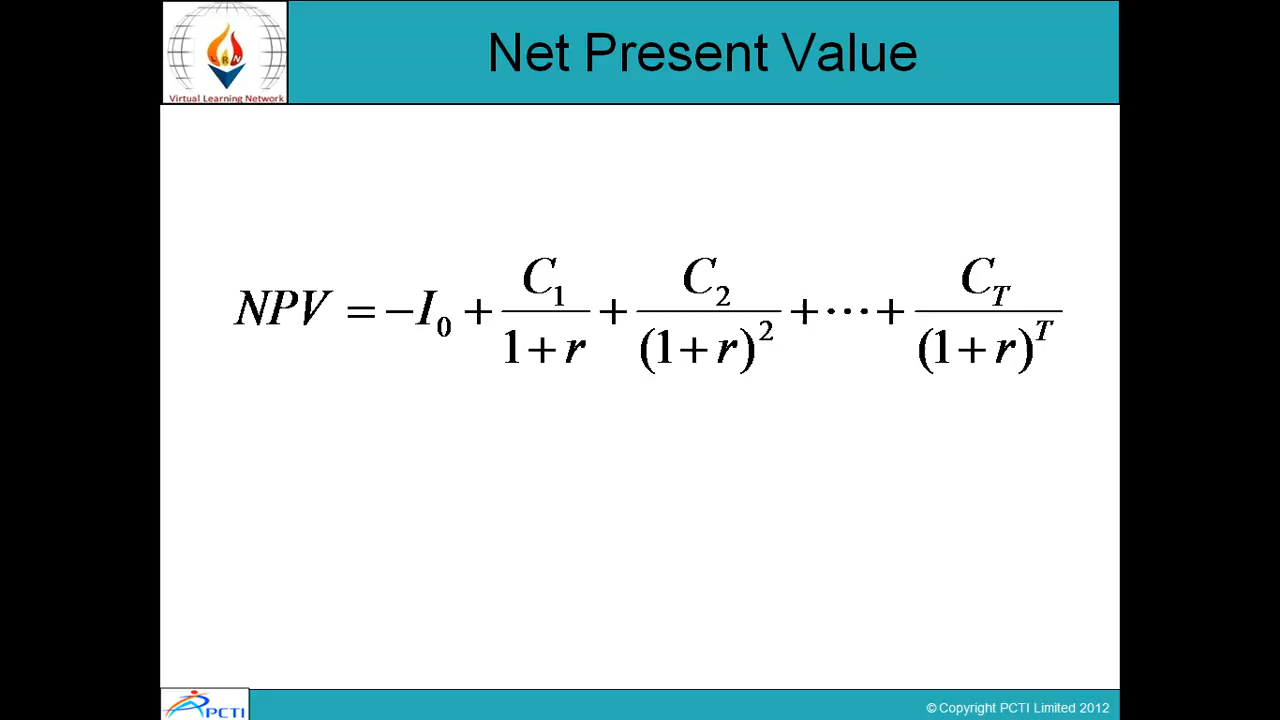 Net Present Value
LRN
Virtual Learning Network
NPV = −I₀ + C₁/(1 + r) + C₂/(1 + r)² + ⋯ + C_T/(1 + r)^T
PCTI
© Copyright PCTI Limited 2012